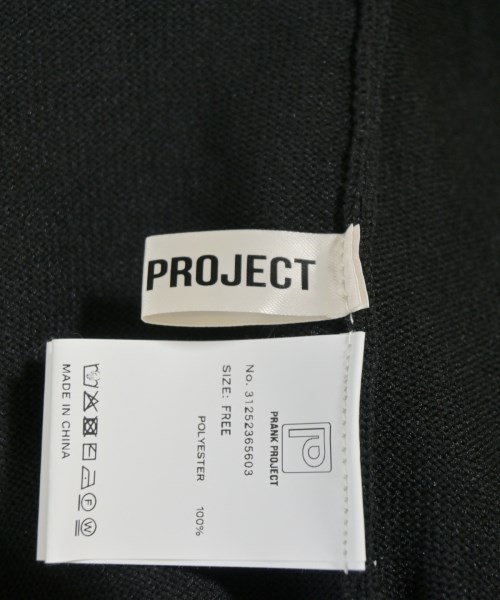 PROJECT
P
PRANK PROJECT
No. 31252365603
SIZE: FREE
POLYESTER 100%
F W
MADE IN CHINA